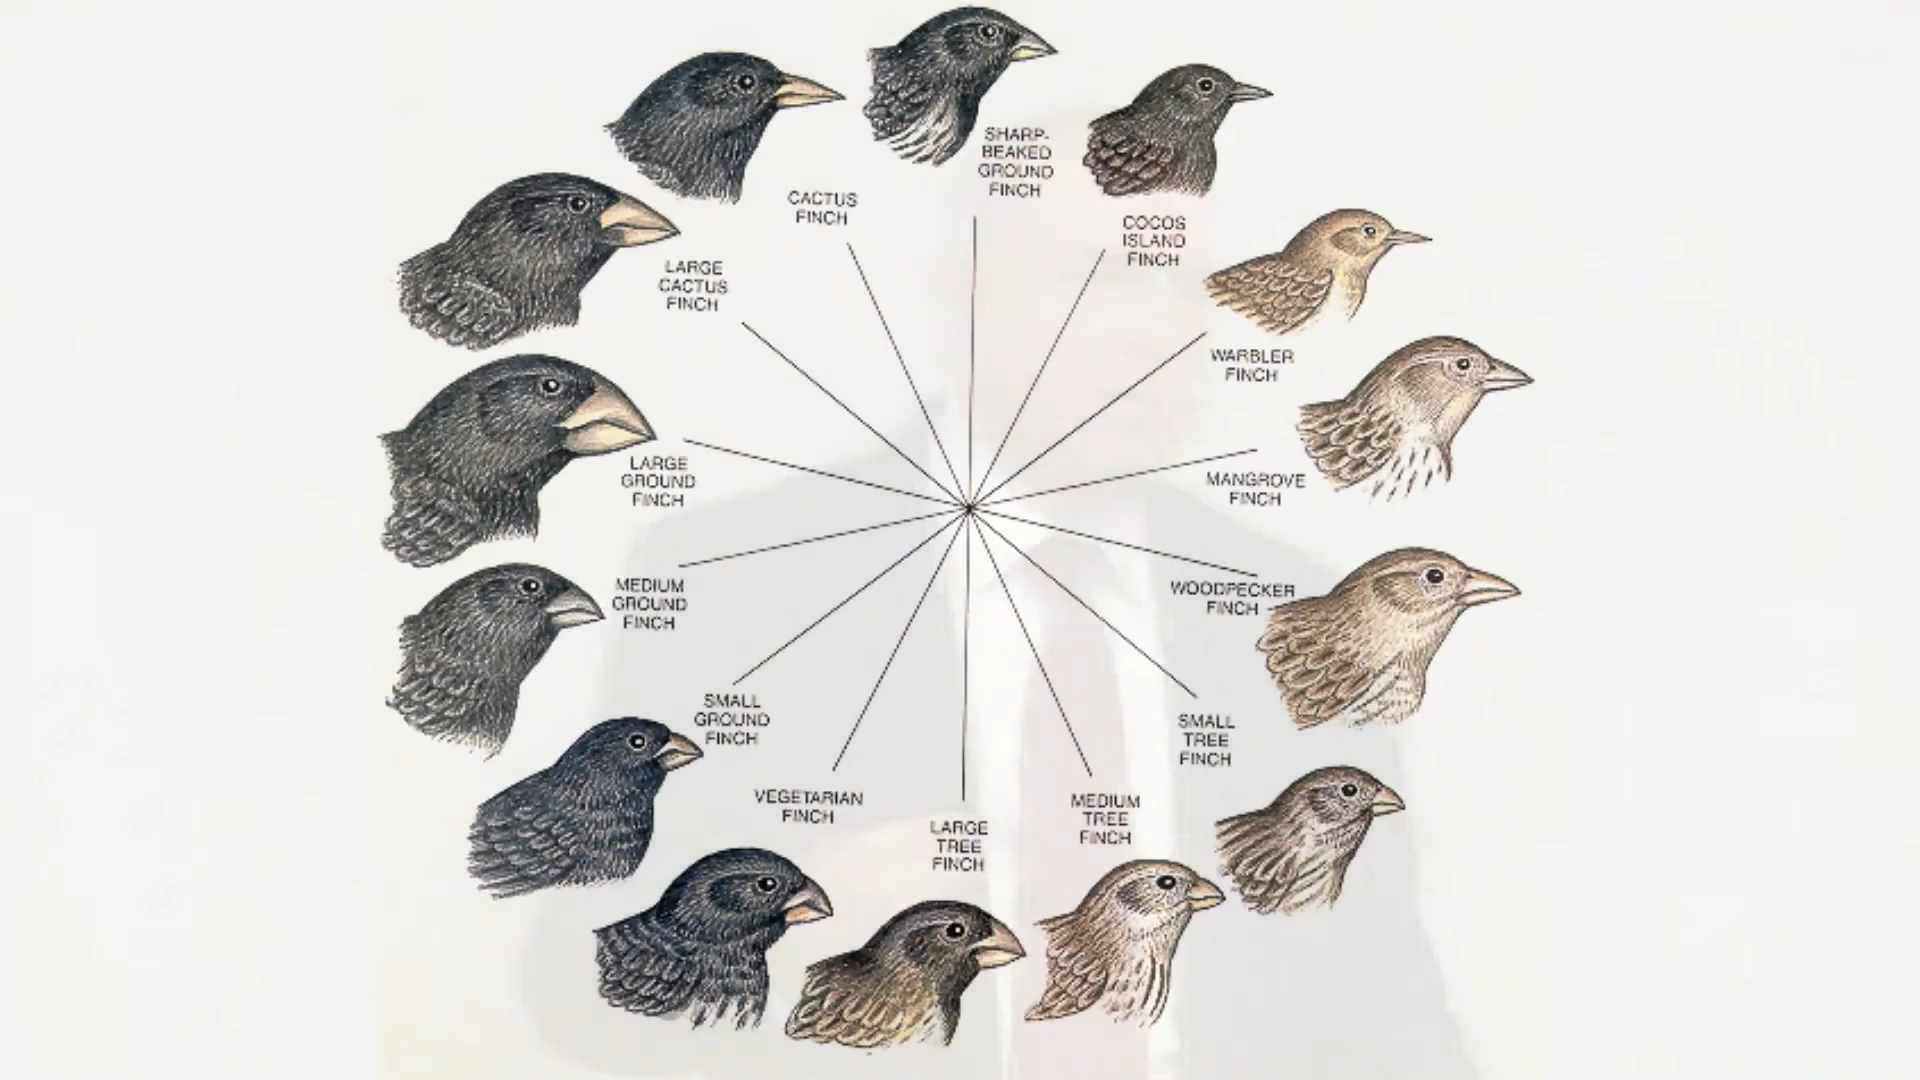 SHARP-
BEAKED
GROUND
FINCH
CACTUS
FINCH
COCOS
ISLAND
FINCH
LARGE
CACTUS
FINCH
WARBLER
FINCH
LARGE
GROUND
FINCH
MANGROVE
FINCH
MEDIUM
GROUND
FINCH
WOODPECKER
FINCH
SMALL
GROUND
FINCH
SMALL
TREE
FINCH
VEGETARIAN
FINCH
LARGE
TREE
FINCH
MEDIUM
TREE
FINCH